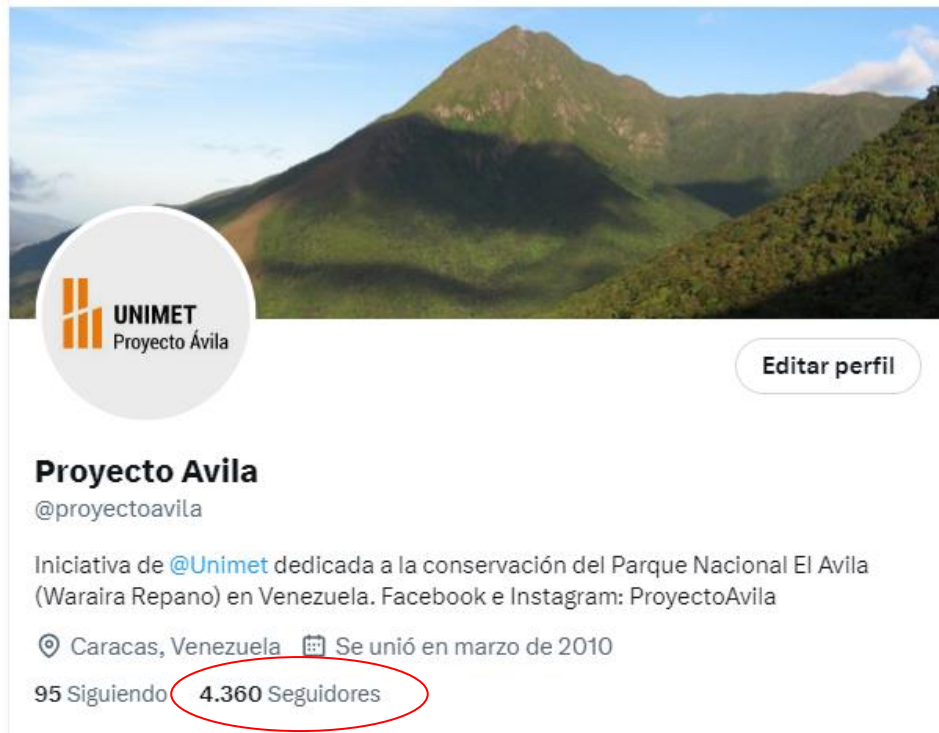 UNIMET
Proyecto Ávila
Editar perfil
Proyecto Avila
@proyectoavila
Iniciativa de @Unimet dedicada a la conservación del Parque Nacional El Avila
(Waraira Repano) en Venezuela. Facebook e Instagram: ProyectoAvila
Caracas, Venezuela Se unió en marzo de 2010
95 Siguiendo 4.360 Seguidores